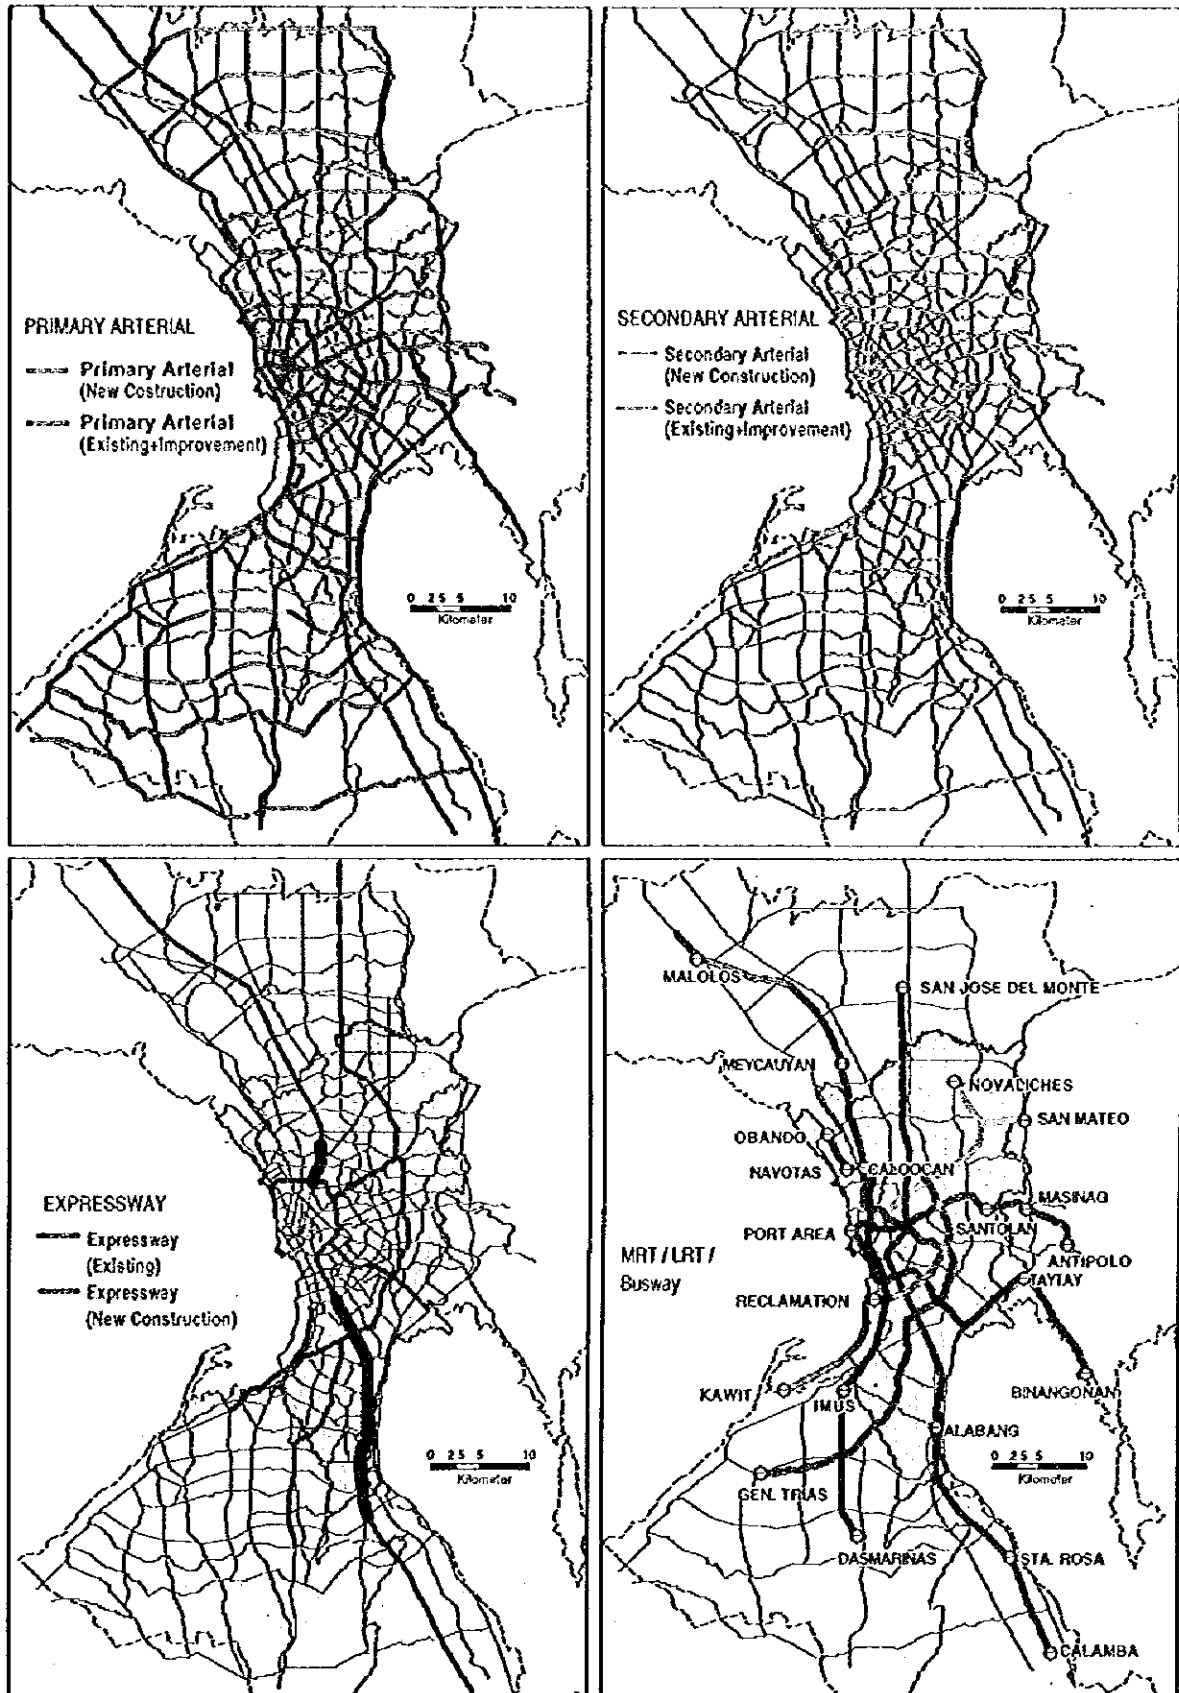 PRIMARY ARTERIAL
Primary Arterial
(New Costruction)
Primary Arterial
(Existing+Improvement)
0 2.5 5 10
Kilometer
SECONDARY ARTERIAL
Secondary Arterial
(New Construction)
Secondary Arterial
(Existing+Improvement)
0 2.5 5 10
Kilometer
EXPRESSWAY
Expressway
(Existing)
Expressway
(New Construction)
0 2.5 5 10
Kilometer
MALOLOS
SAN JOSE DEL MONTE
MEYCAUYAN
NOVALICHES
SAN MATEO
OBANDO
NAVOTAS
CALOOCAN
MASINAG
PORT AREA
SANTOLAN
ANTIPOLO
MRT / LRT /
Busway
TAYTAY
RECLAMATION
KAWIT
IMUS
BINANGONAN
ALABANG
0 2.5 5 10
Kilometer
GEN. TRIAS
DASMARINAS
STA. ROSA
CALAMBA